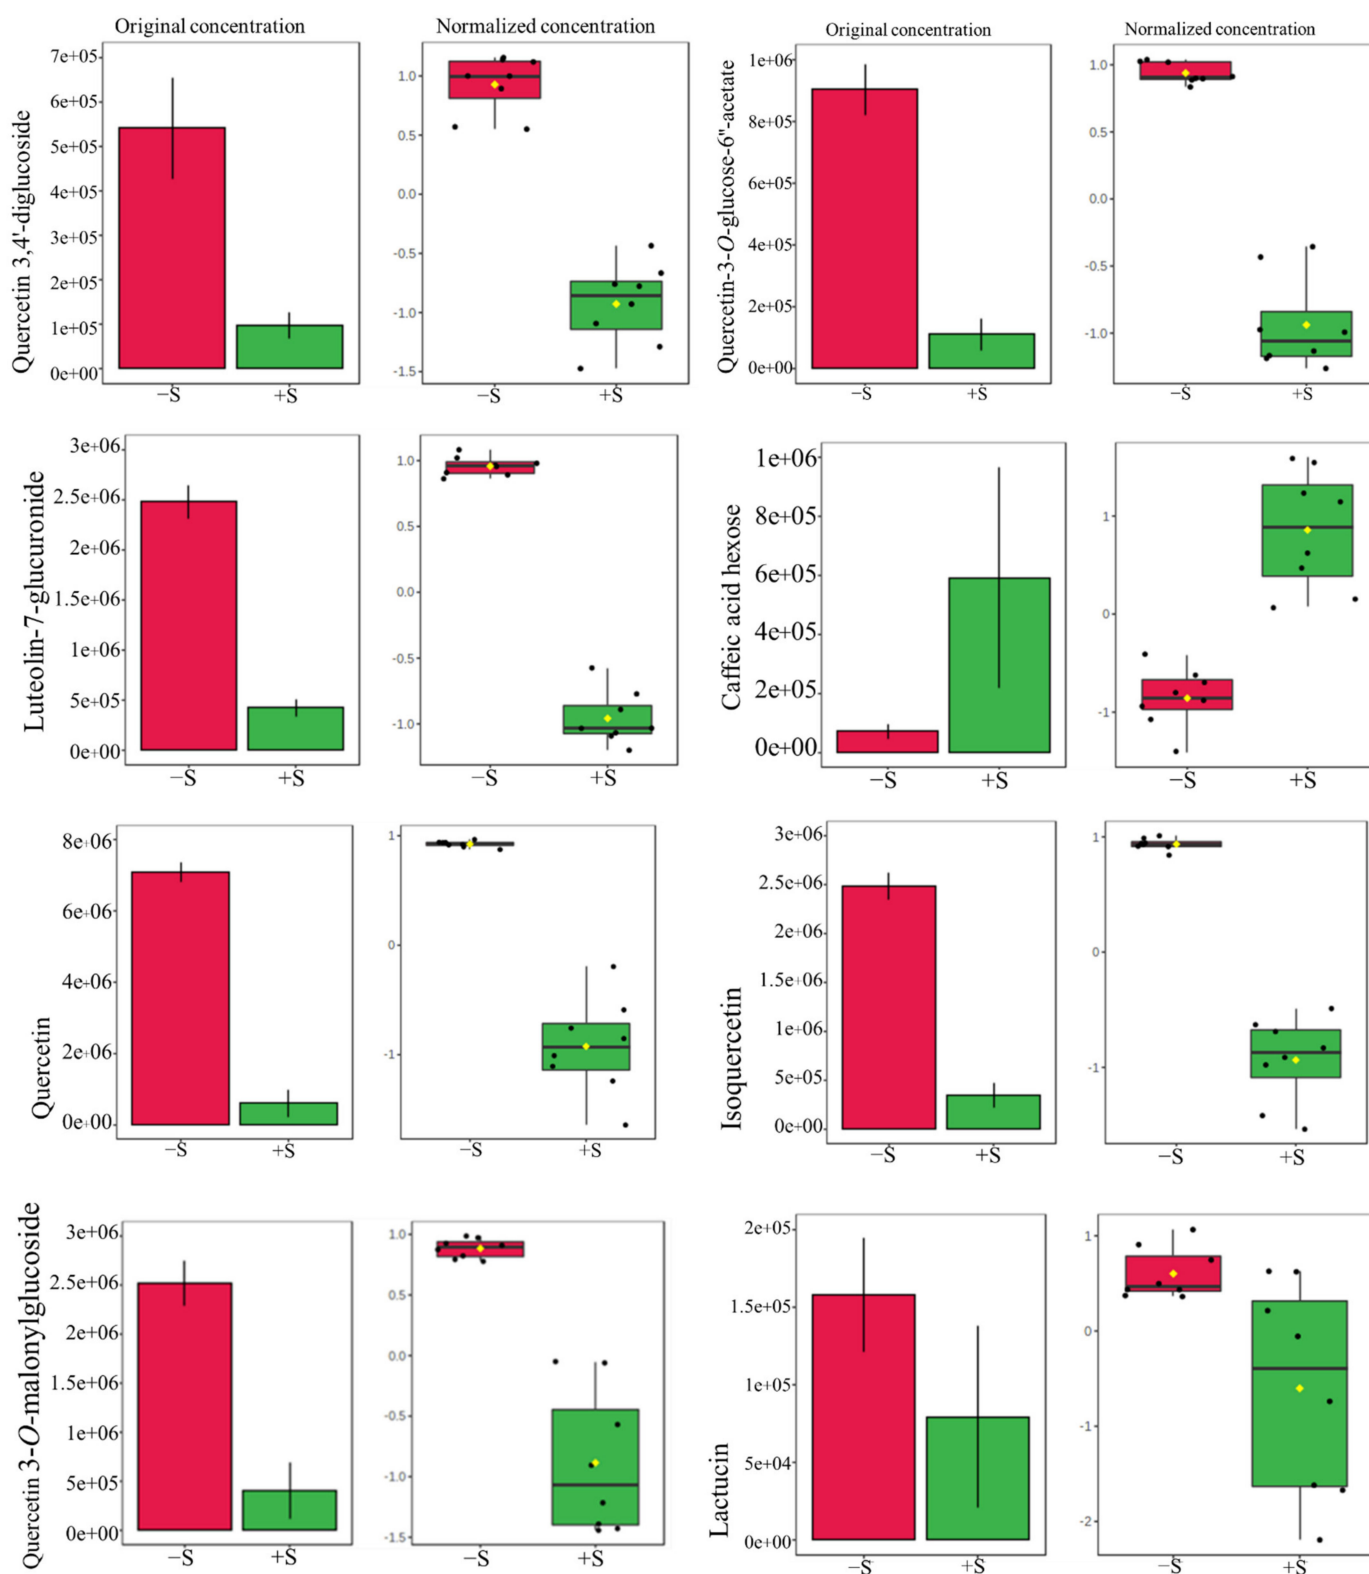 Original concentration
Normalized concentration
Quercetin 3,4'-diglucoside
7e+05
6e+05
5e+05
4e+05
3e+05
2e+05
1e+05
0e+00
−S
+S
1.0
0.5
0.0
-0.5
-1.0
-1.5
−S
+S
Original concentration
Normalized concentration
Quercetin-3-O-glucose-6"-acetate
1e+06
8e+05
6e+05
4e+05
2e+05
0e+00
−S
+S
1.0
0.5
0.0
-0.5
-1.0
−S
+S
Luteolin-7-glucuronide
3e+06
2.5e+06
2e+06
1.5e+06
1e+06
5e+05
0e+00
−S
+S
1.0
0.5
0.0
-0.5
-1.0
−S
+S
Caffeic acid hexose
1e+06
8e+05
6e+05
4e+05
2e+05
0e+00
−S
+S
1
0
-1
−S
+S
Quercetin
8e+06
6e+06
4e+06
2e+06
0e+00
−S
+S
1
0
-1
−S
+S
Isoquercetin
3e+06
2.5e+06
2e+06
1.5e+06
1e+06
5e+05
0e+00
−S
+S
1
0
-1
−S
+S
Quercetin 3-O-malonylglucoside
3e+06
2.5e+06
2e+06
1.5e+06
1e+06
5e+05
0e+00
−S
+S
1.0
0.5
0.0
-0.5
-1.0
-1.5
−S
+S
Lactucin
2e+05
1.5e+05
1e+05
5e+04
0e+00
−S
+S
1
0
-1
-2
−S
+S